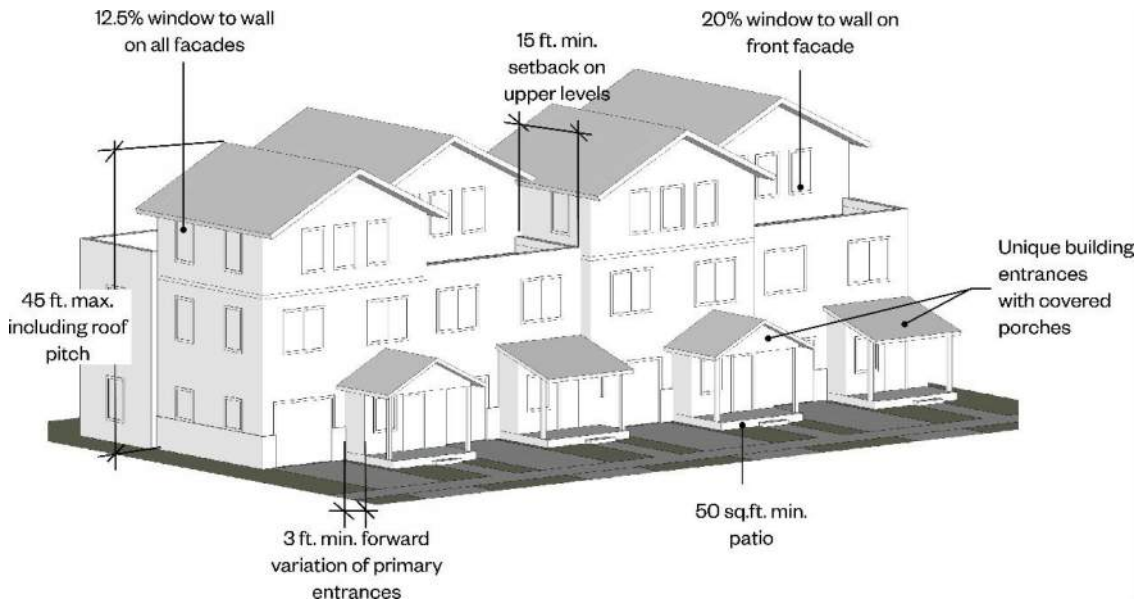 12.5% window to wall
on all facades
15 ft. min.
setback on
upper levels
20% window to wall on
front facade
45 ft. max.
including roof
pitch
Unique building
entrances
with covered
porches
3 ft. min. forward
variation of primary
entrances
50 sq.ft. min.
patio